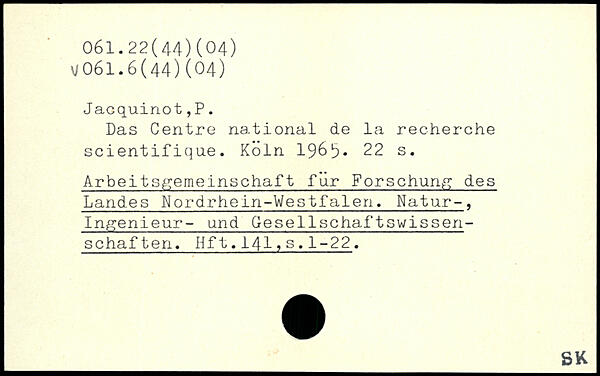 061.22(44)(04)
√061.6(44)(04)
Jacquinot,P.
Das Centre national de la recherche
scientifique. Köln 1965. 22 s.
Arbeitsgemeinschaft für Forschung des
Landes Nordrhein-Westfalen. Natur-,
Ingenieur- und Gesellschaftswissen-
schaften. Hft.141,s.1-22.
SK